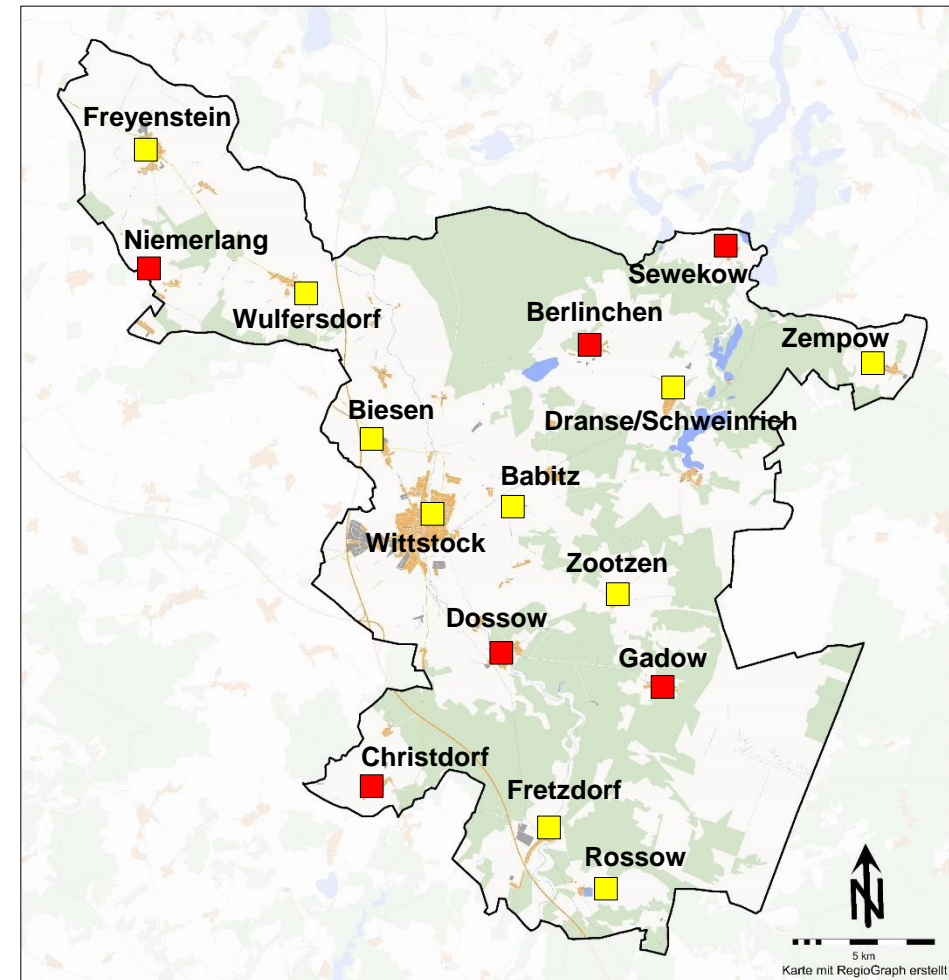 Freyenstein
Niemerlang
Sewekow
Wulfersdorf
Berlinchen
Zempow
Biesen
Dranse/Schweinrich
Babitz
Wittstock
Zootzen
Dossow
Gadow
Christdorf
Fretzdorf
Rossow
N
5 km
Karte mit RegioGraph erstellt